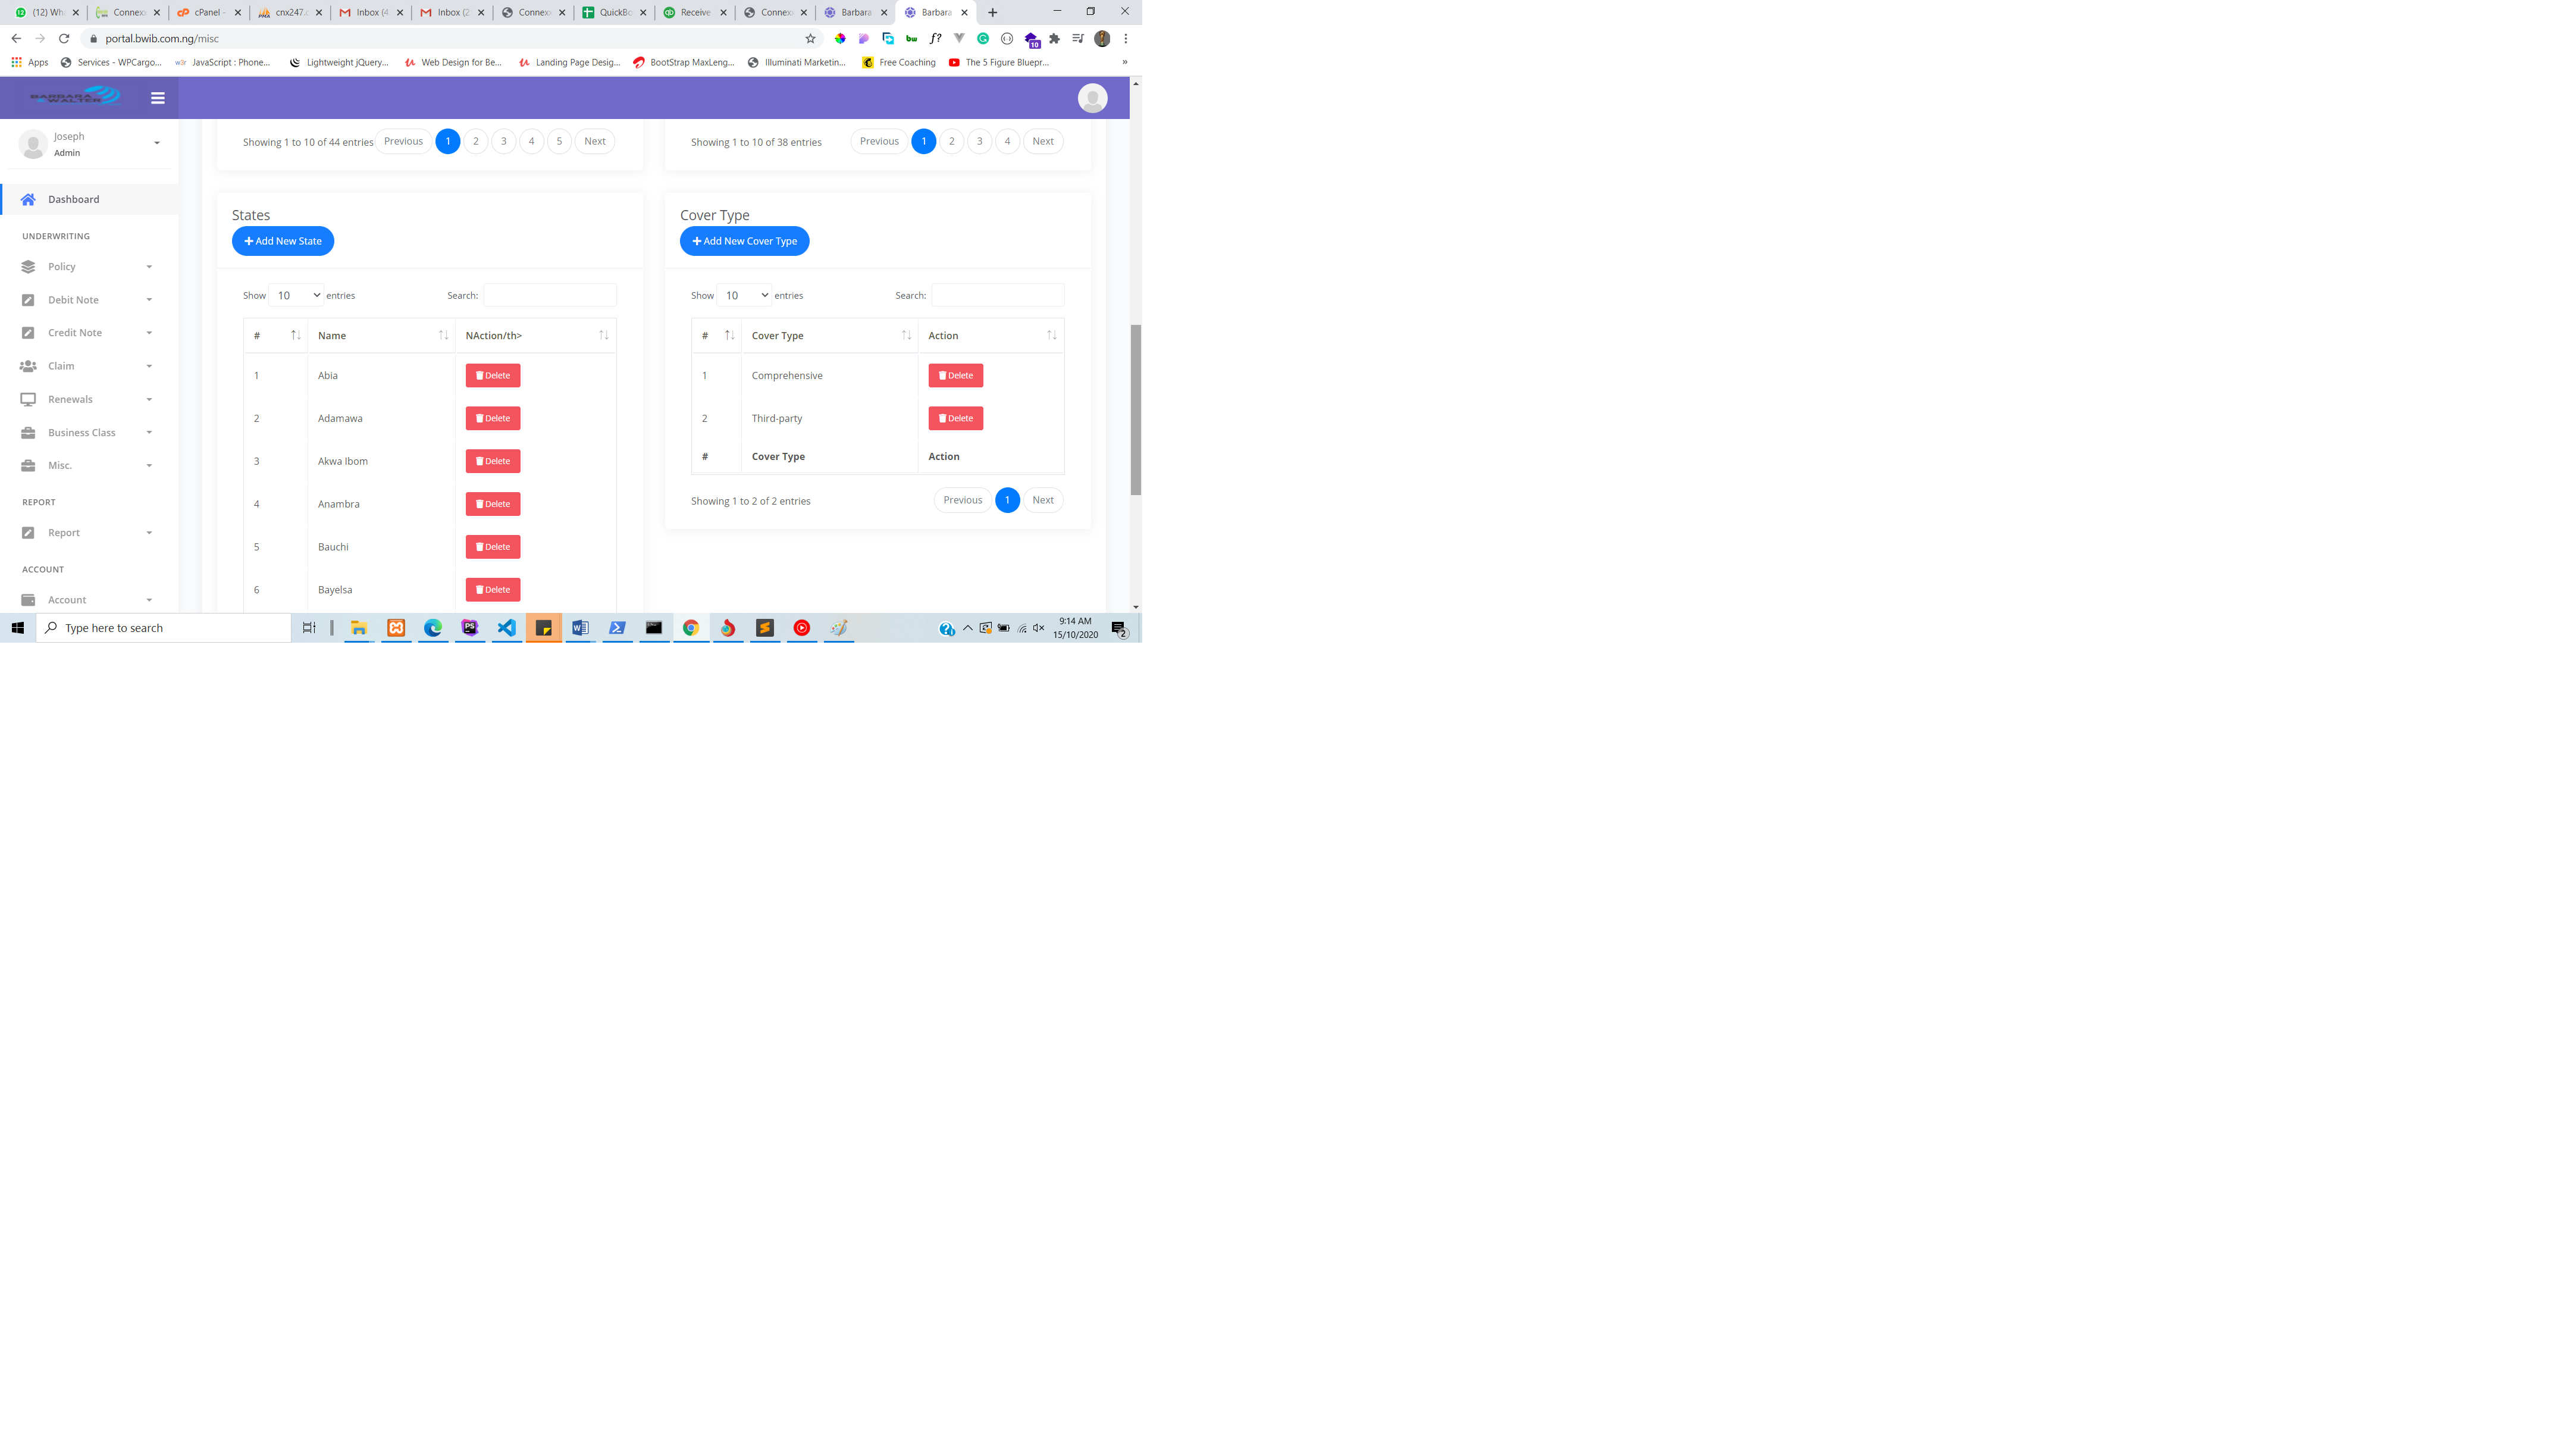 (12) Wh
Connex
cPanel -
cnx247.
Inbox (4
Inbox (2
Connex
QuickBo
Receive
Connex
Barbara
Barbara
portal.bwib.com.ng/misc
10
Apps
Services - WPCargo...
w3r JavaScript : Phone...
Lightweight jQuery...
Web Design for Be...
Landing Page Desig...
BootStrap MaxLeng...
Illuminati Marketin...
Free Coaching
The 5 Figure Bluepr...
»
BARBARA
WALTER
Joseph
Admin
Dashboard
UNDERWRITING
Policy
Debit Note
Credit Note
Claim
Renewals
Business Class
Misc.
REPORT
Report
ACCOUNT
Account
Showing 1 to 10 of 44 entries Previous 1 2 3 4 5 Next
Showing 1 to 10 of 38 entries Previous 1 2 3 4 Next
States
+ Add New State
Show 10 entries Search:
# Name NAction/th>
1 Abia Delete
2 Adamawa Delete
3 Akwa Ibom Delete
4 Anambra Delete
5 Bauchi Delete
6 Bayelsa Delete
Cover Type
+ Add New Cover Type
Show 10 entries Search:
# Cover Type Action
1 Comprehensive Delete
2 Third-party Delete
# Cover Type Action
Showing 1 to 2 of 2 entries Previous 1 Next
Type here to search
9:14 AM
15/10/2020
2